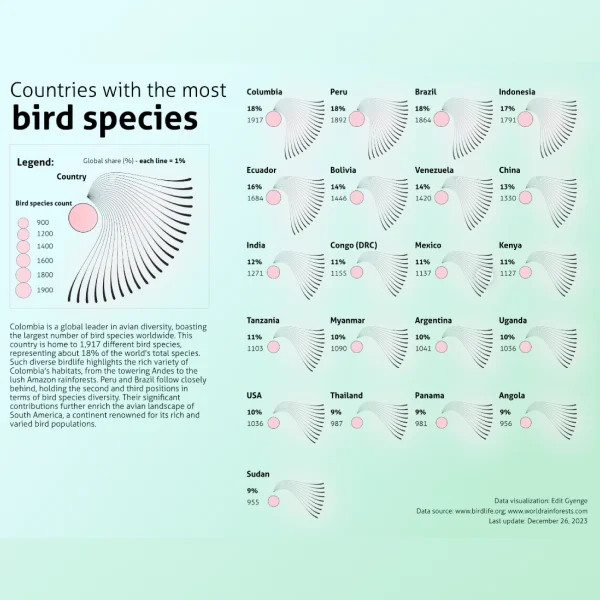 Countries with the most
bird species
Legend:
Global share (%) - each line = 1%
Country
Bird species count
900
1200
1400
1600
1800
1900
Colombia is a global leader in avian diversity, boasting
the largest number of bird species worldwide. This
country is home to 1,917 different bird species,
representing about 18% of the world's total species.
Such diverse birdlife highlights the rich variety of
Colombia's habitats, from the towering Andes to the
lush Amazon rainforests. Peru and Brazil follow closely
behind, holding the second and third positions in
terms of bird species diversity. Their significant
contributions further enrich the avian landscape of
South America, a continent renowned for its rich and
varied bird populations.
Columbia
18%
1917
Peru
18%
1892
Brazil
18%
1864
Indonesia
17%
1791
Ecuador
16%
1684
Bolivia
14%
1446
Venezuela
14%
1420
China
13%
1330
India
12%
1271
Congo (DRC)
11%
1155
Mexico
11%
1137
Kenya
11%
1127
Tanzania
11%
1103
Myanmar
10%
1090
Argentina
10%
1041
Uganda
10%
1036
USA
10%
1036
Thailand
9%
987
Panama
9%
981
Angola
9%
956
Sudan
9%
955
Data visualization: Edit Gyenge
Data source: www.birdlife.org; www.worldrainforests.com
Last update: December 26, 2023